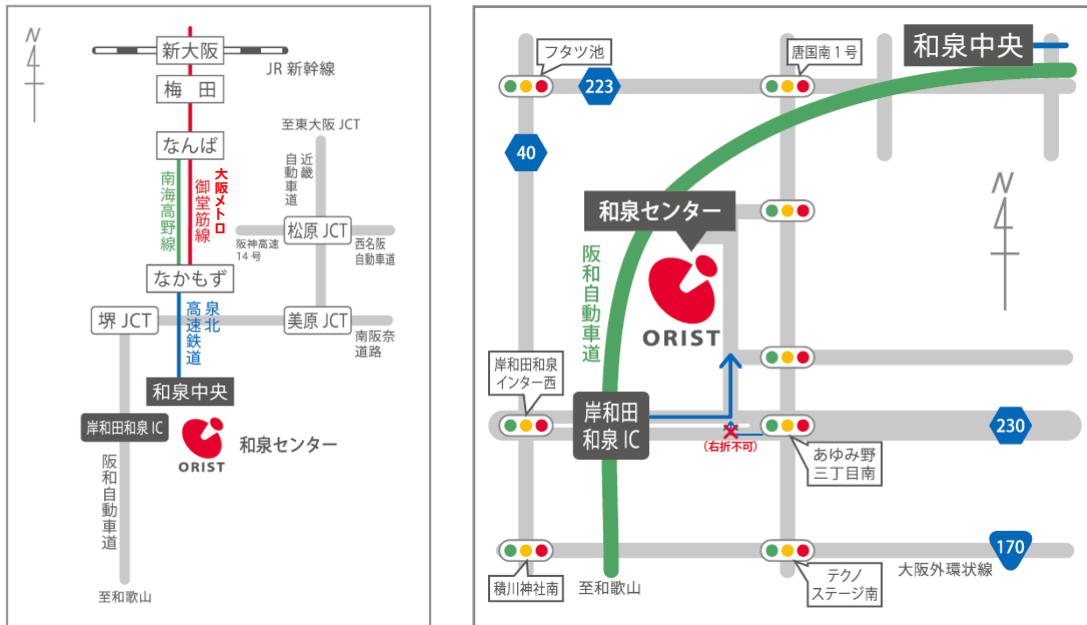 N
新大阪
JR 新幹線
梅 田
なんば
至東大阪 JCT
近畿
自動車道
大阪メトロ
御堂筋線
南海高野線
松原 JCT
阪神高速
14 号
西名阪
自動車道
なかもず
泉北
高速鉄道
堺 JCT
美原 JCT
南阪奈
道路
和泉中央
岸和田和泉 IC
和泉センター
ORIST
阪和自動車道
至和歌山
フタツ池
唐国南 1 号
和泉中央
223
40
N
和泉センター
阪和自動車道
ORIST
岸和田和泉
インター西
岸和田
和泉 IC
230
(右折不可)
あゆみ野
三丁目南
170
大阪外環状線
積川神社南
至和歌山
テクノ
ステージ南